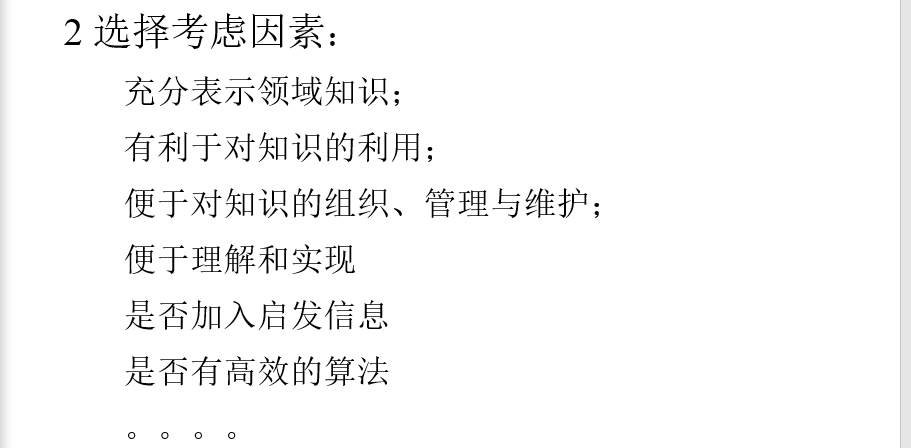 2 选择考虑因素：
充分表示领域知识；
有利于对知识的利用；
便于对知识的组织、管理与维护；
便于理解和实现
是否加入启发信息
是否有高效的算法
。。。。